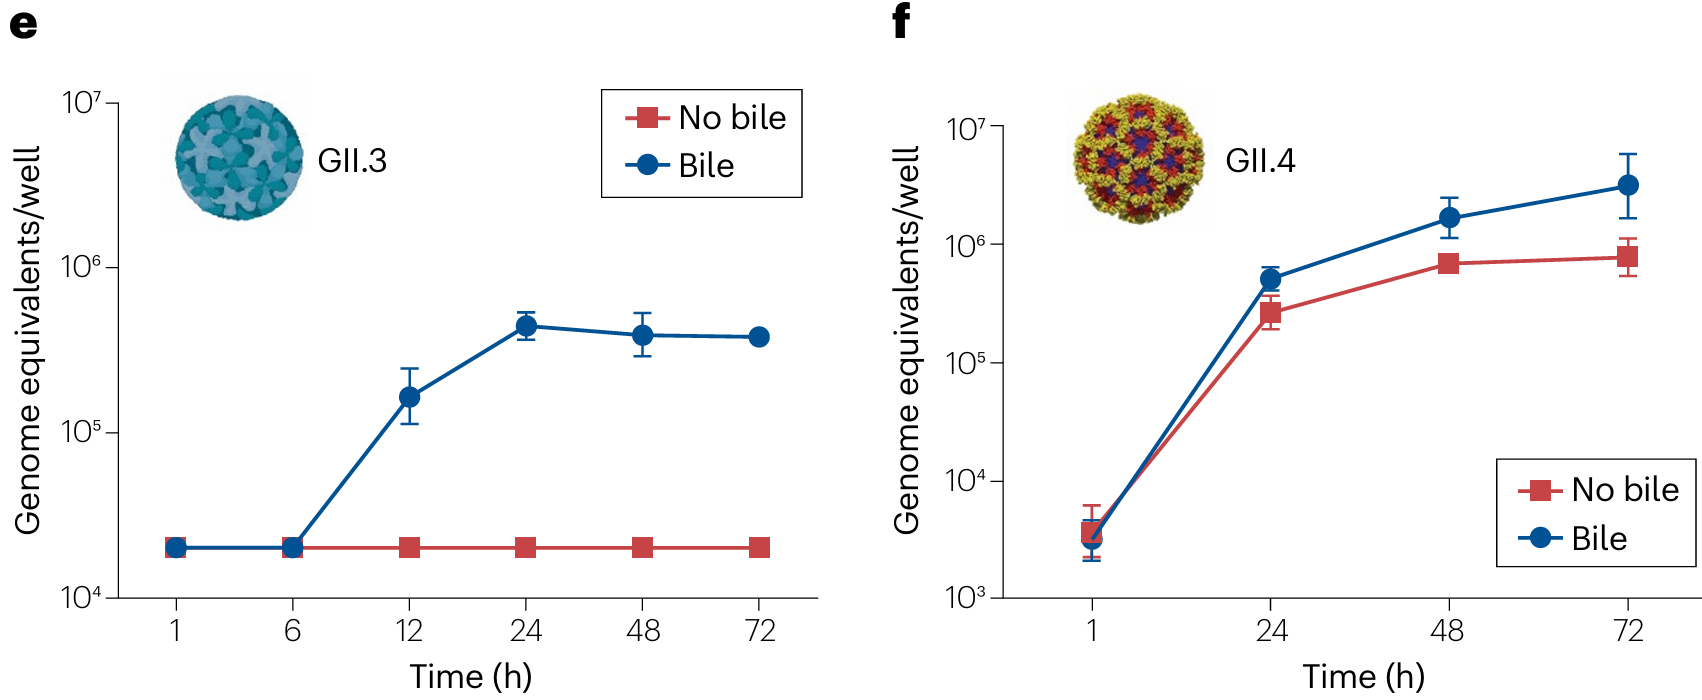 e
Genome equivalents/well
10⁷
10⁶
10⁵
10⁴
GII.3
No bile
Bile
1 6 12 24 48 72
Time (h)
f
Genome equivalents/well
10⁷
10⁶
10⁵
10⁴
10³
GII.4
No bile
Bile
1 24 48 72
Time (h)